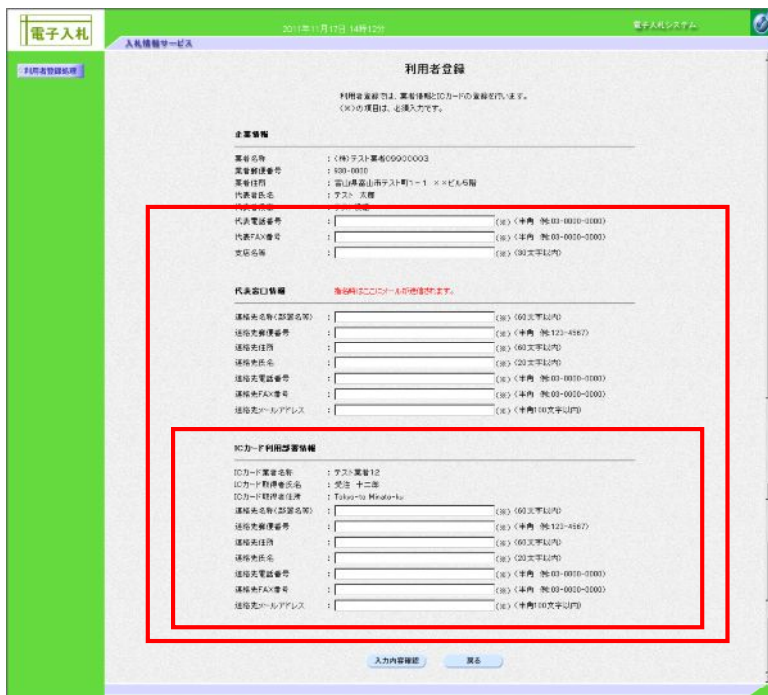 電子入札
2011年11月17日 14時12分
電子入札システム
入札情報サービス
利用者登録処理
利用者登録
利用者登録では、業者情報とICカードの登録を行います。
(※)の項目は、必須入力です。
企業情報
業者名称 : (株)テスト業者09900003
業者郵便番号 : 930-0000
業者住所 : 富山県富山市テスト町1-1 ××ビル5階
代表者氏名 : テスト 太郎
代表電話番号 : (※) (半角 例:03-0000-0000)
代表FAX番号 : (※) (半角 例:03-0000-0000)
支店名等 : (※) (30文字以内)
代表窓口情報 指名時はここにメールが送信されます。
連絡先名称(部署名等) : (※) (60文字以内)
連絡先郵便番号 : (※) (半角 例:123-4567)
連絡先住所 : (※) (60文字以内)
連絡先氏名 : (※) (20文字以内)
連絡先電話番号 : (※) (半角 例:03-0000-0000)
連絡先FAX番号 : (※) (半角 例:03-0000-0000)
連絡先メールアドレス : (※) (半角100文字以内)
ICカード利用部署情報
ICカード業者名称 : テスト業者12
ICカード取得者氏名 : 受注 十二郎
ICカード取得者住所 : Tokyo-to Minato-ku
連絡先名称(部署名等) : (※) (60文字以内)
連絡先郵便番号 : (※) (半角 例:123-4567)
連絡先住所 : (※) (60文字以内)
連絡先氏名 : (※) (20文字以内)
連絡先電話番号 : (※) (半角 例:03-0000-0000)
連絡先FAX番号 : (※) (半角 例:03-0000-0000)
連絡先メールアドレス : (※) (半角100文字以内)
入力内容確認 戻る